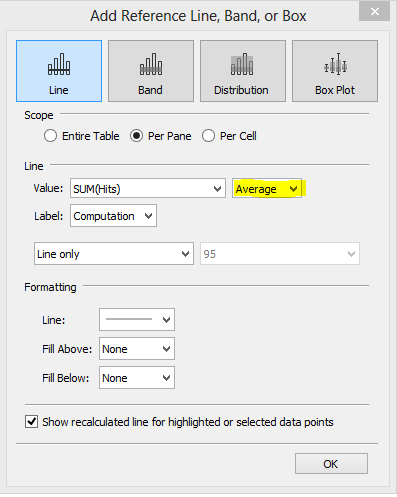 Add Reference Line, Band, or Box
Line Band Distribution Box Plot
Scope
Entire Table Per Pane Per Cell
Line
Value: SUM(Hits) Average
Label: Computation
Line only 95
Formatting
Line:
Fill Above: None
Fill Below: None
Show recalculated line for highlighted or selected data points
OK